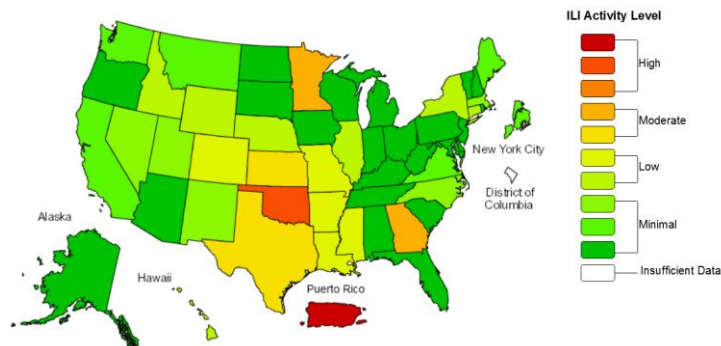 ILI Activity Level
High
Moderate
Low
Minimal
Insufficient Data
New York City
District of
Columbia
Alaska
Hawaii
Puerto Rico